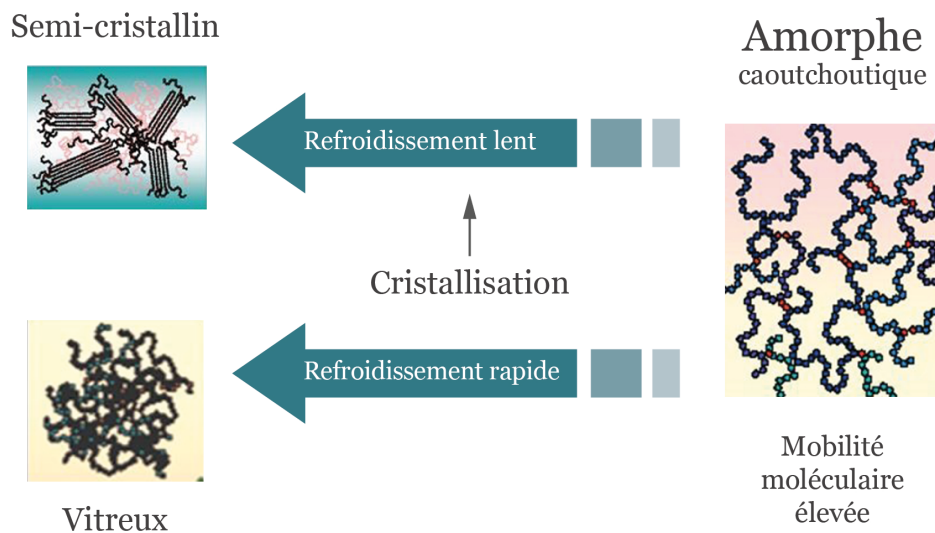 Semi-cristallin
Amorphe
caoutchoutique
Refroidissement lent
Cristallisation
Refroidissement rapide
Mobilité
moléculaire
élevée
Vitreux